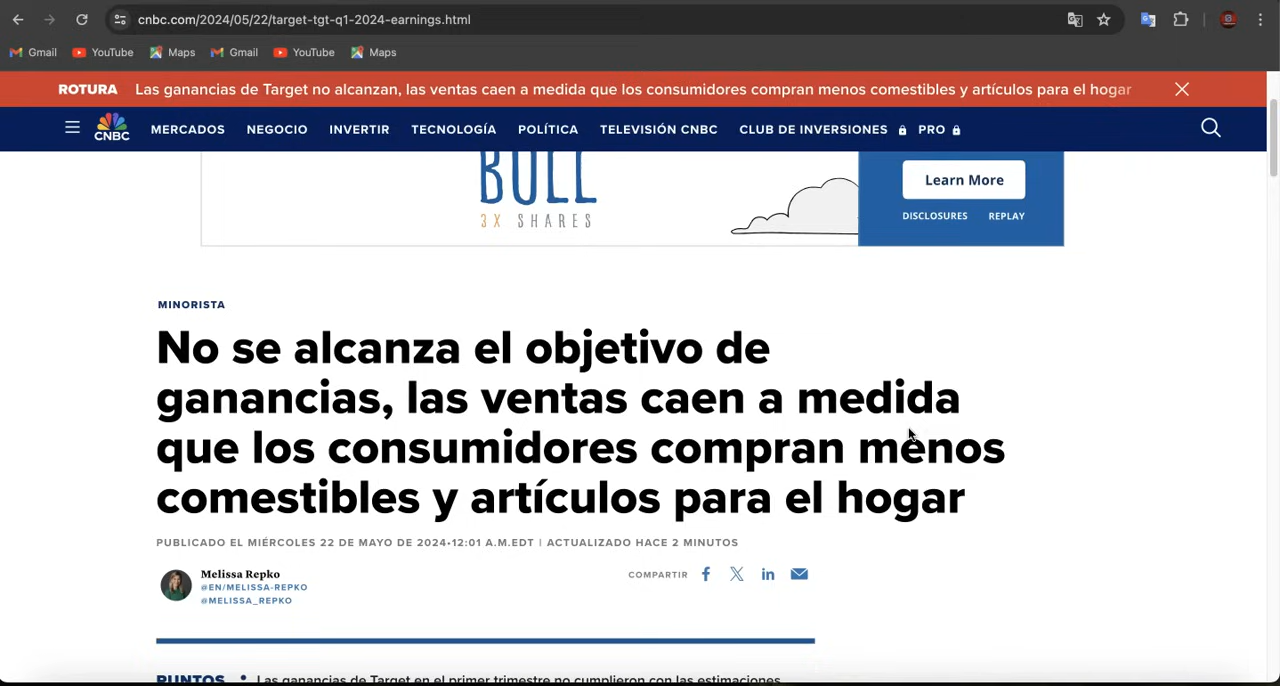 cnbc.com/2024/05/22/target-tgt-q1-2024-earnings.html
Gmail YouTube Maps Gmail YouTube Maps
ROTURA Las ganancias de Target no alcanzan, las ventas caen a medida que los consumidores compran menos comestibles y artículos para el hogar
CNBC MERCADOS NEGOCIO INVERTIR TECNOLOGÍA POLÍTICA TELEVISIÓN CNBC CLUB DE INVERSIONES PRO
BULL
3X SHARES
Learn More
DISCLOSURES REPLAY
MINORISTA
No se alcanza el objetivo de
ganancias, las ventas caen a medida
que los consumidores compran menos
comestibles y artículos para el hogar
PUBLICADO EL MIÉRCOLES 22 DE MAYO DE 2024•12:01 A.M.EDT | ACTUALIZADO HACE 2 MINUTOS
Melissa Repko
@EN/MELISSA-REPKO
@MELISSA_REPKO
COMPARTIR
PUNTOS • Las ganancias de Target en el primer trimestre no cumplieron con las estimaciones